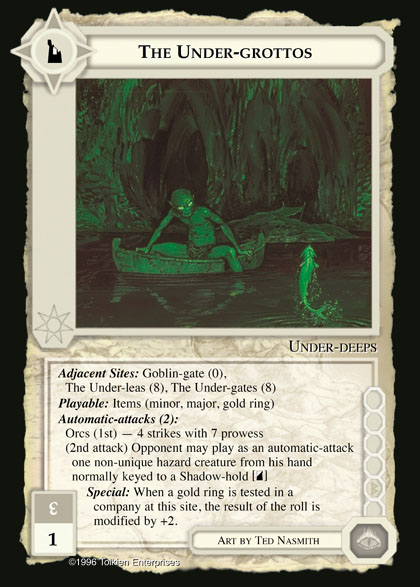 The Under-grottos
Under-deeps
Adjacent Sites: Goblin-gate (0),
The Under-leas (8), The Under-gates (8)
Playable: Items (minor, major, gold ring)
Automatic-attacks (2):
Orcs (1st) — 4 strikes with 7 prowess
(2nd attack) Opponent may play as an automatic-attack
one non-unique hazard creature from his hand
normally keyed to a Shadow-hold []
Special: When a gold ring is tested in a
company at this site, the result of the roll is
modified by +2.
1
Art by Ted Nasmith
©1996 Tolkien Enterprises